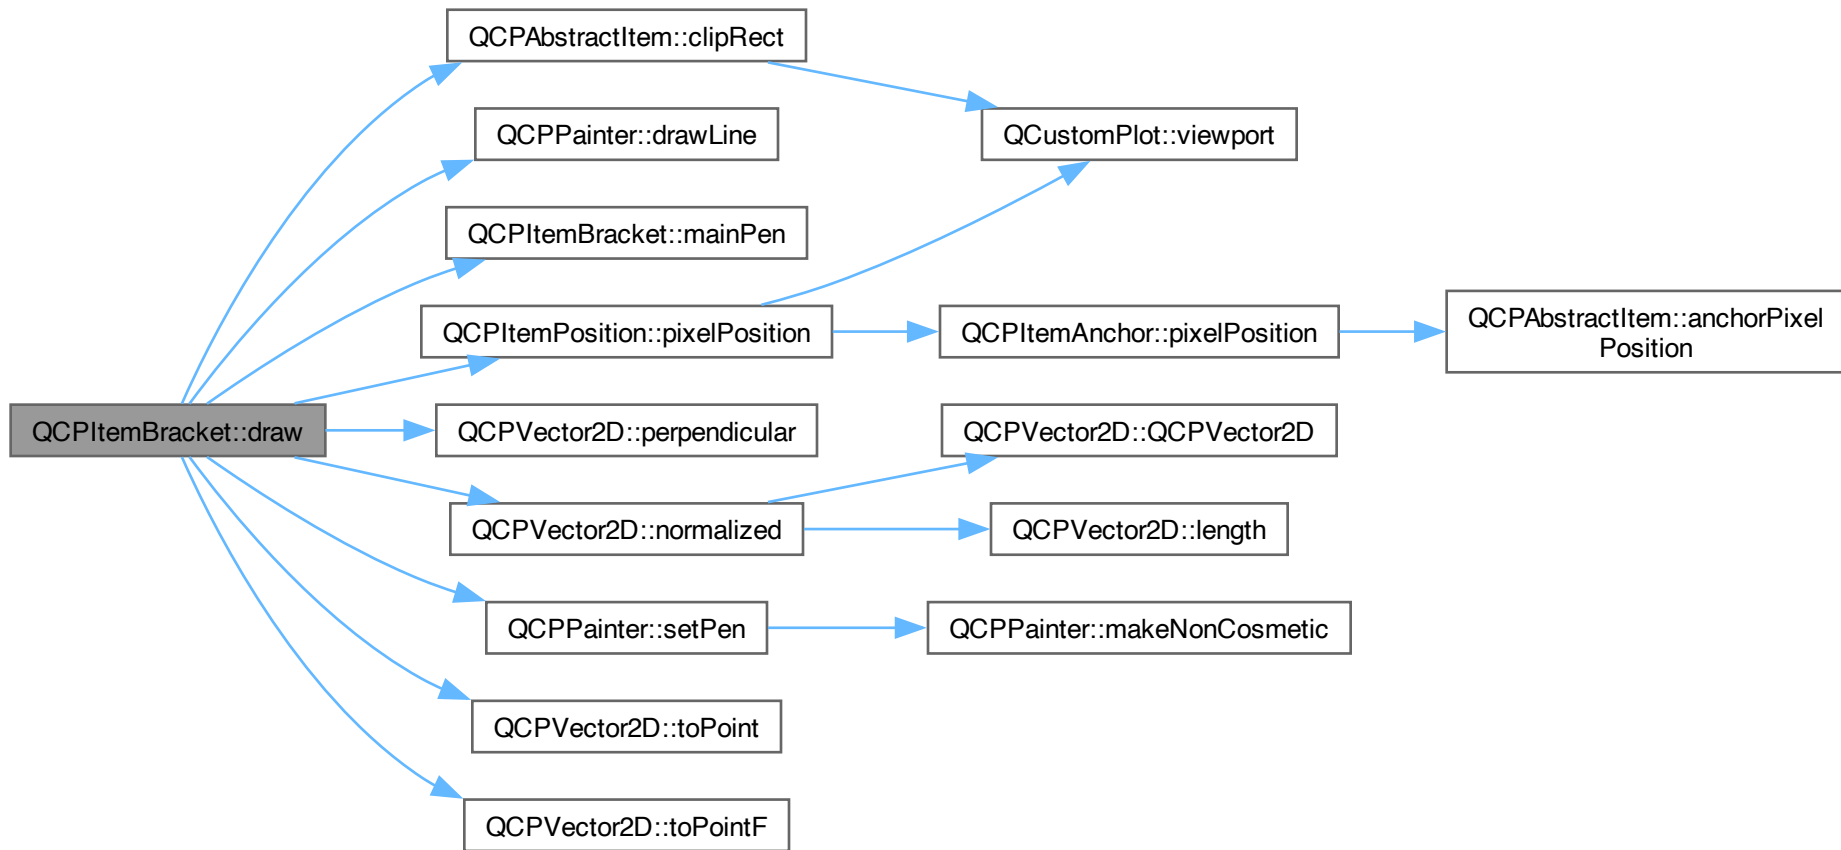 QCPAbstractItem::clipRect
QCPPainter::drawLine
QCustomPlot::viewport
QCPItemBracket::mainPen
QCPItemPosition::pixelPosition
QCPItemAnchor::pixelPosition
QCPAbstractItem::anchorPixel
Position
QCPItemBracket::draw
QCPVector2D::perpendicular
QCPVector2D::QCPVector2D
QCPVector2D::normalized
QCPVector2D::length
QCPPainter::setPen
QCPPainter::makeNonCosmetic
QCPVector2D::toPoint
QCPVector2D::toPointF